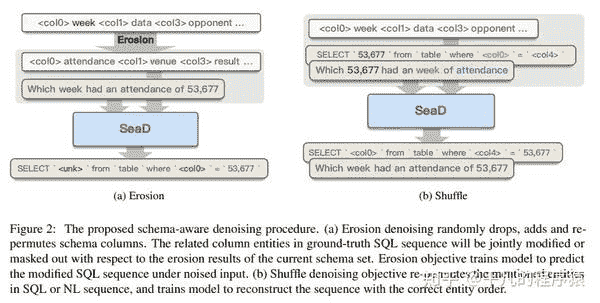 <col0> week <col1> data <col3> opponent ...
Erosion
<col0> attendance <col1> venue <col3> result ...
Which week had an attendance of 53,677
SeaD
SELECT `<unk>` from `table` where `<col0>` = `53,677`
(a) Erosion
<col0> week <col1> data <col3> opponent ...
SELECT `53,677` from `table` where `<col0>` = `<col4>`
Which 53,677 had an week of attendance
SeaD
SELECT `<col0>` from `table` where `<col4>` = `53,677`
Which week had an attendance of 53,677
(b) Shuffle
Figure 2: The proposed schema-aware denoising procedure. (a) Erosion denoising randomly drops, adds and re-
permutes schema columns. The related column entities in ground-truth SQL sequence will be jointly modified or
masked out with respect to the erosion results of the current schema set. Erosion objective trains model to predict
the modified SQL sequence under noised input. (b) Shuffle denoising objective re-permutes the mentioned entities
in SQL or NL sequence, and trains model to reconstruct the sequence with the correct entity order.